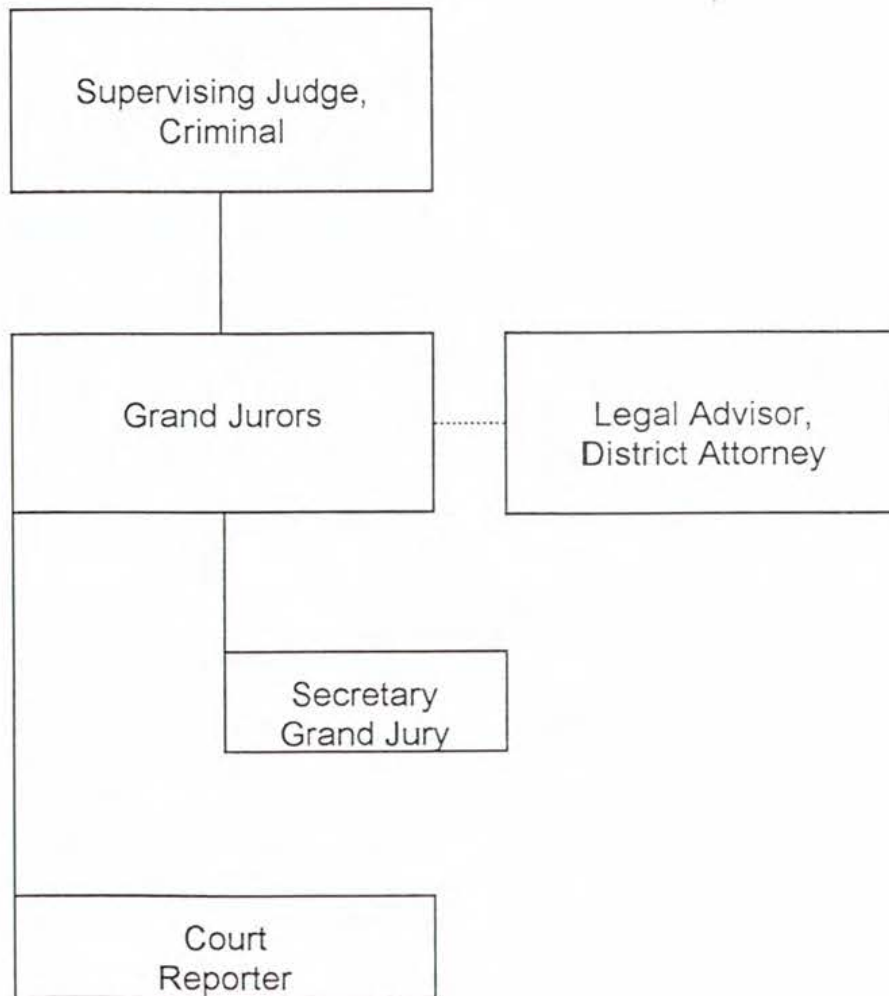 Supervising Judge,
Criminal
Grand Jurors
Legal Advisor,
District Attorney
Secretary
Grand Jury
Court
Reporter